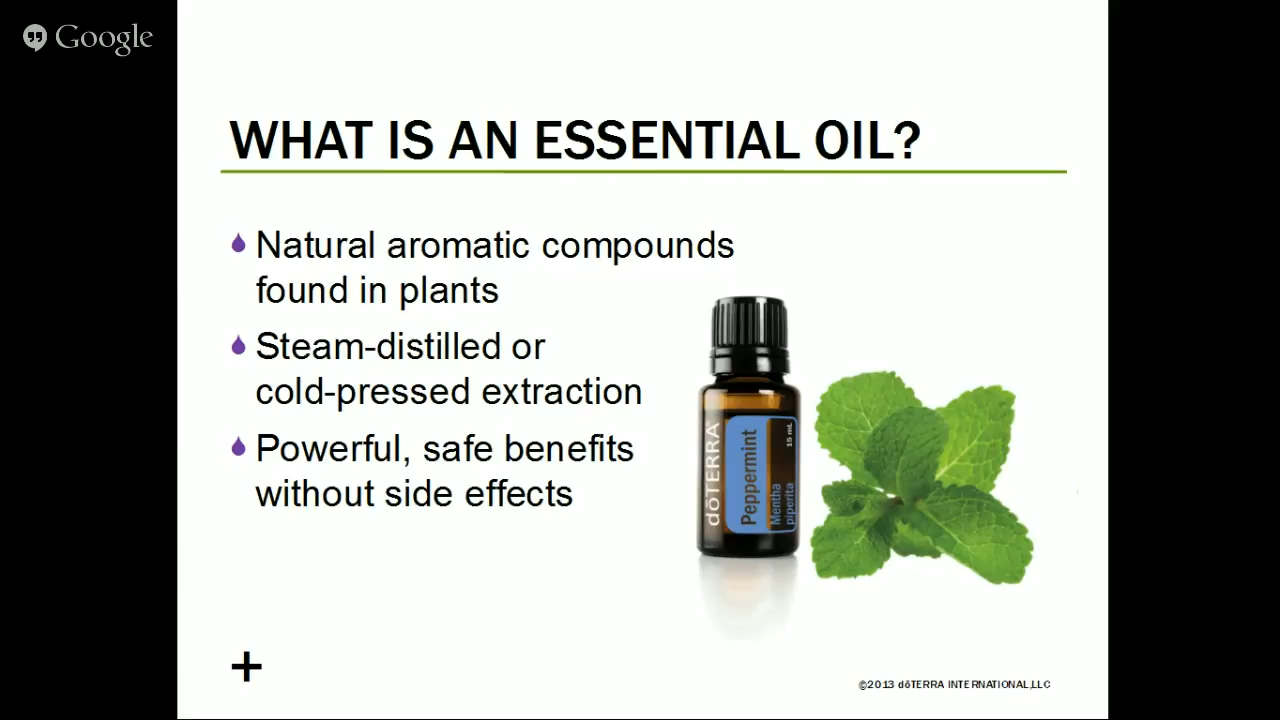 Google
WHAT IS AN ESSENTIAL OIL?
Natural aromatic compounds
found in plants
Steam-distilled or
cold-pressed extraction
Powerful, safe benefits
without side effects
dōTERRA
Peppermint
Mentha
piperita
15 mL
+
©2013 dōTERRA INTERNATIONAL,LLC